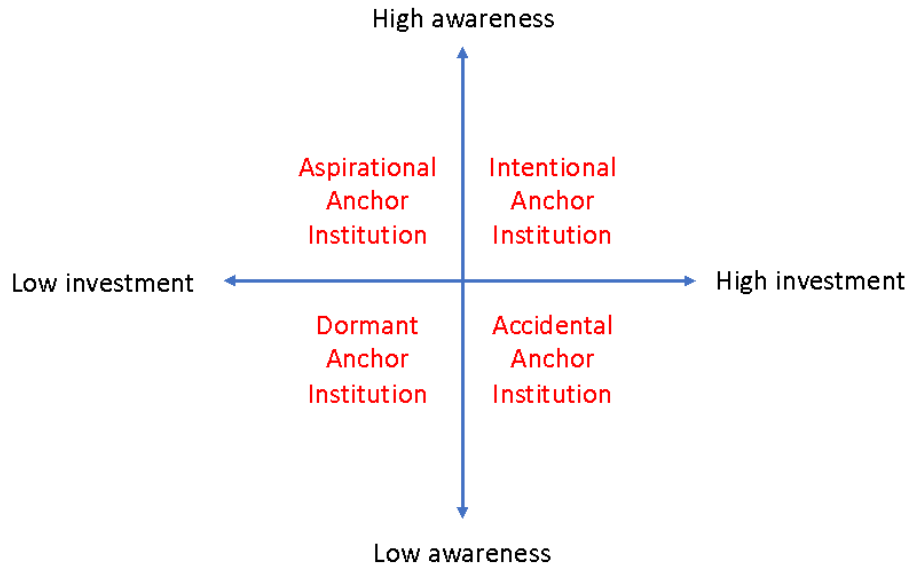 High awareness
Aspirational
Anchor
Institution
Intentional
Anchor
Institution
Low investment
High investment
Dormant
Anchor
Institution
Accidental
Anchor
Institution
Low awareness